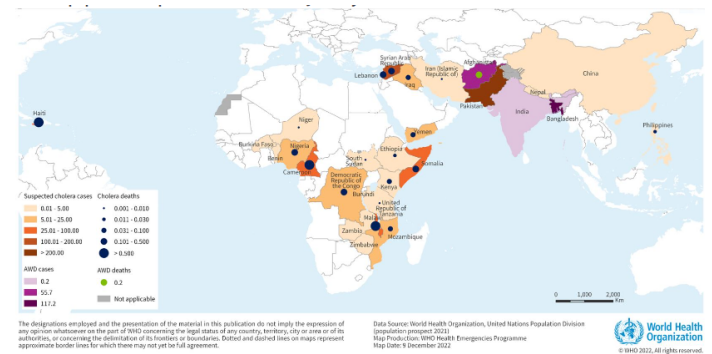 Syrian Arab
Republic
Afghanistan
Lebanon
Iran (Islamic
Republic of)
China
Iraq
Nepal
Haiti
Pakistan
India
Bangladesh
Niger
Yemen
Philippines
Burkina Faso
Nigeria
Ethiopia
Benin
South
Sudan
Somalia
Cameroon
Democratic
Republic of
the Congo
Kenya
Burundi
United
Republic of
Tanzania
Malawi
Zambia
Mozambique
Zimbabwe
Suspected cholera cases
0.01 - 5.00
5.01 - 25.00
25.01 - 100.00
100.01 - 200.00
> 200.00
AWD cases
0.2
55.7
117.2
Cholera deaths
0.001 - 0.010
0.011 - 0.030
0.031 - 0.100
0.101 - 0.500
> 0.500
AWD deaths
0.2
Not applicable
0 1,000 2,000
Km
The designations employed and the presentation of the material in this publication do not imply the expression of
any opinion whatsoever on the part of WHO concerning the legal status of any country, territory, city or area or of its
authorities, or concerning the delimitation of its frontiers or boundaries. Dotted and dashed lines on maps represent
approximate border lines for which there may not yet be full agreement.
Data Source: World Health Organization, United Nations Population Division
(population prospect 2021)
Map Production: WHO Health Emergencies Programme
Map Date: 9 December 2022
World Health
Organization
© WHO 2022, All rights reserved.